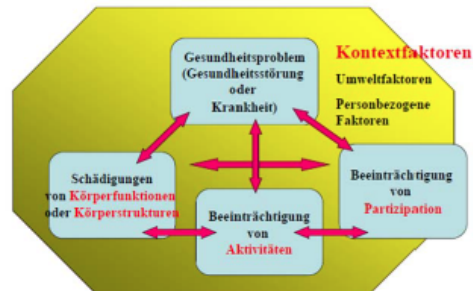 Gesundheitsproblem
(Gesundheitsstörung
oder
Krankheit)
Kontextfaktoren
Umweltfaktoren
Personbezogene
Faktoren
Schädigungen
von Körperfunktionen
oder Körperstrukturen
Beeinträchtigung
von
Aktivitäten
Beeinträchtigung
von
Partizipation